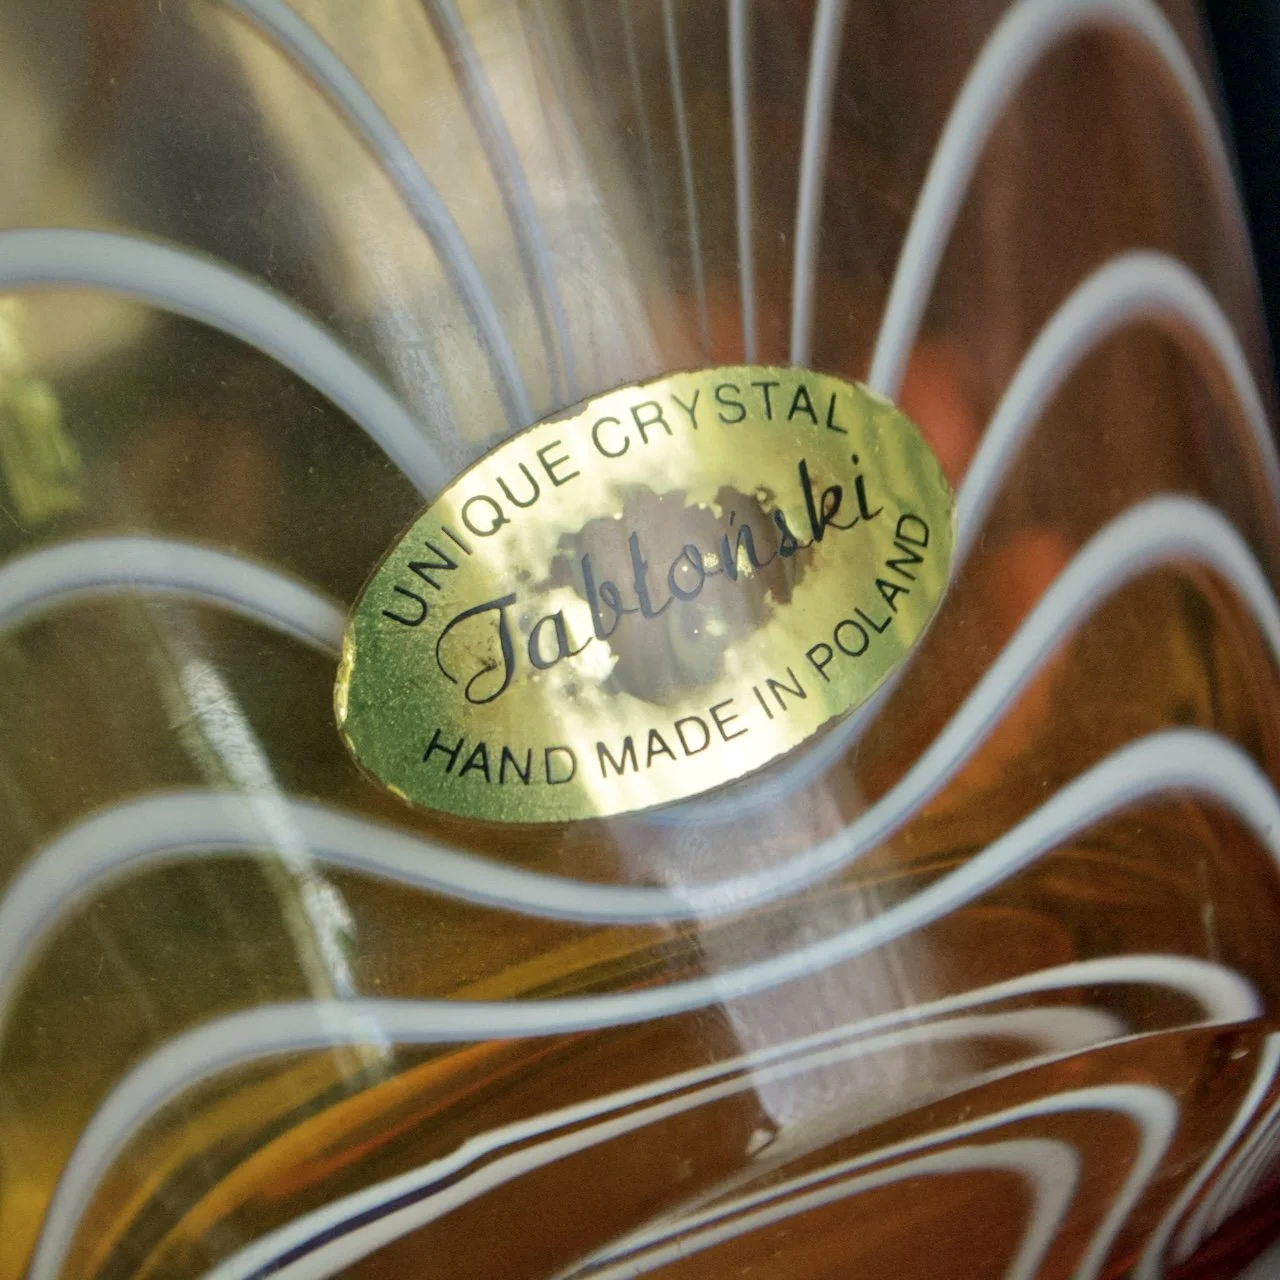 UNIQUE CRYSTAL
Jabłoński
HAND MADE IN POLAND